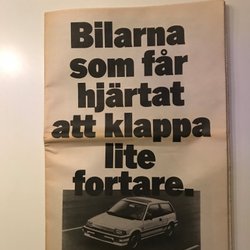 Bilarna
som får
hjärtat
att klappa
lite
fortare.